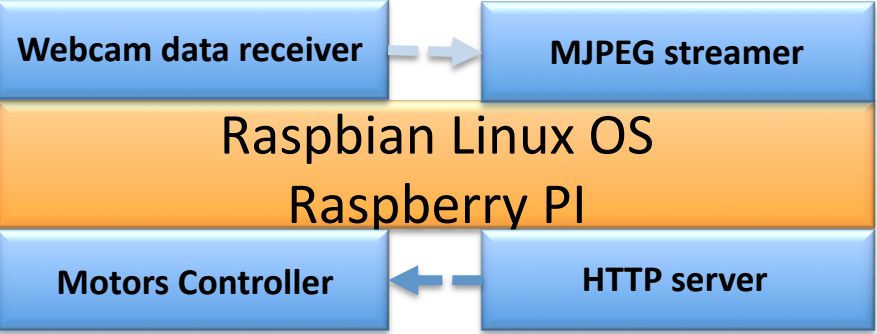 Webcam data receiver
MJPEG streamer
Raspbian Linux OS
Raspberry PI
Motors Controller
HTTP server